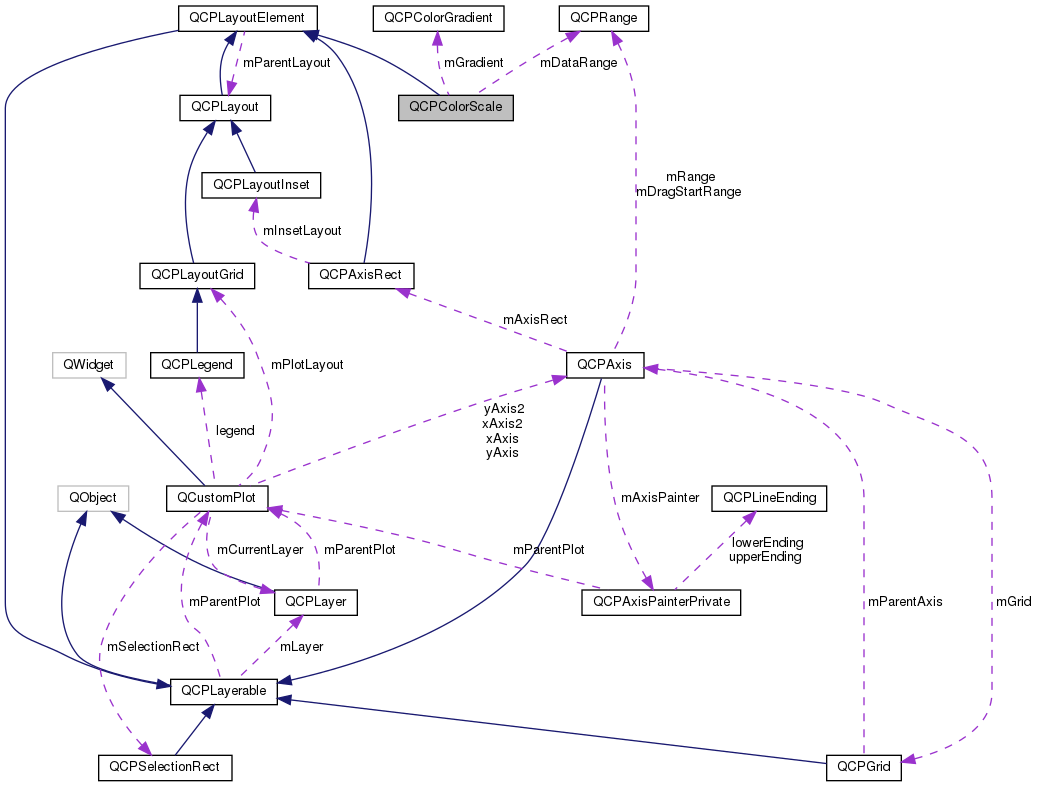 QCPLayoutElement
QCPColorGradient
QCPRange
mParentLayout
mGradient
mDataRange
QCPLayout
QCPColorScale
QCPLayoutInset
mRange
mDragStartRange
mInsetLayout
QCPLayoutGrid
QCPAxisRect
mAxisRect
QWidget
QCPLegend
mPlotLayout
QCPAxis
legend
yAxis2
xAxis2
xAxis
yAxis
QObject
QCustomPlot
mAxisPainter
QCPLineEnding
mCurrentLayer
mParentPlot
mParentPlot
lowerEnding
upperEnding
mParentPlot
QCPLayer
QCPAxisPainterPrivate
mParentAxis
mGrid
mSelectionRect
mLayer
QCPLayerable
QCPSelectionRect
QCPGrid